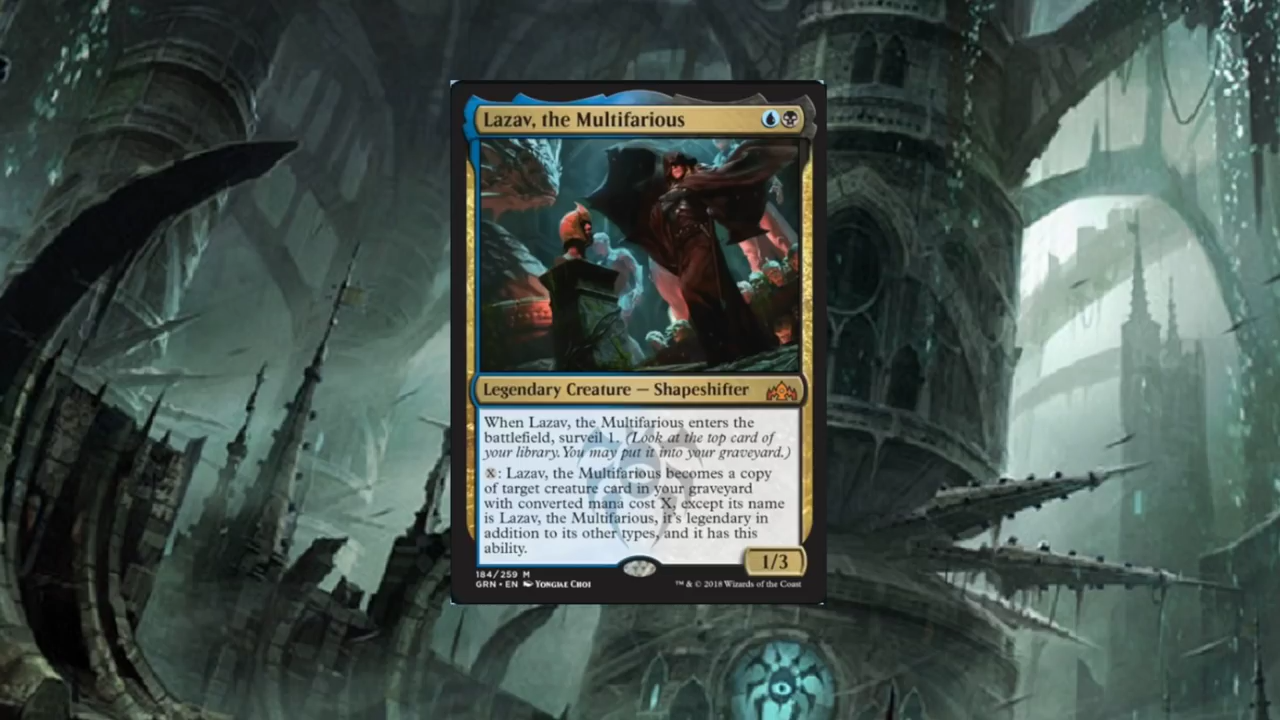 Lazav, the Multifarious
Legendary Creature — Shapeshifter
When Lazav, the Multifarious enters the
battlefield, surveil 1. (Look at the top card of
your library. You may put it into your graveyard.)
X: Lazav, the Multifarious becomes a copy
of target creature card in your graveyard
with converted mana cost X, except its name
is Lazav, the Multifarious, it's legendary in
addition to its other types, and it has this
ability.
1/3
184/259 M
GRN • EN Yongjae Choi
™ & © 2018 Wizards of the Coast